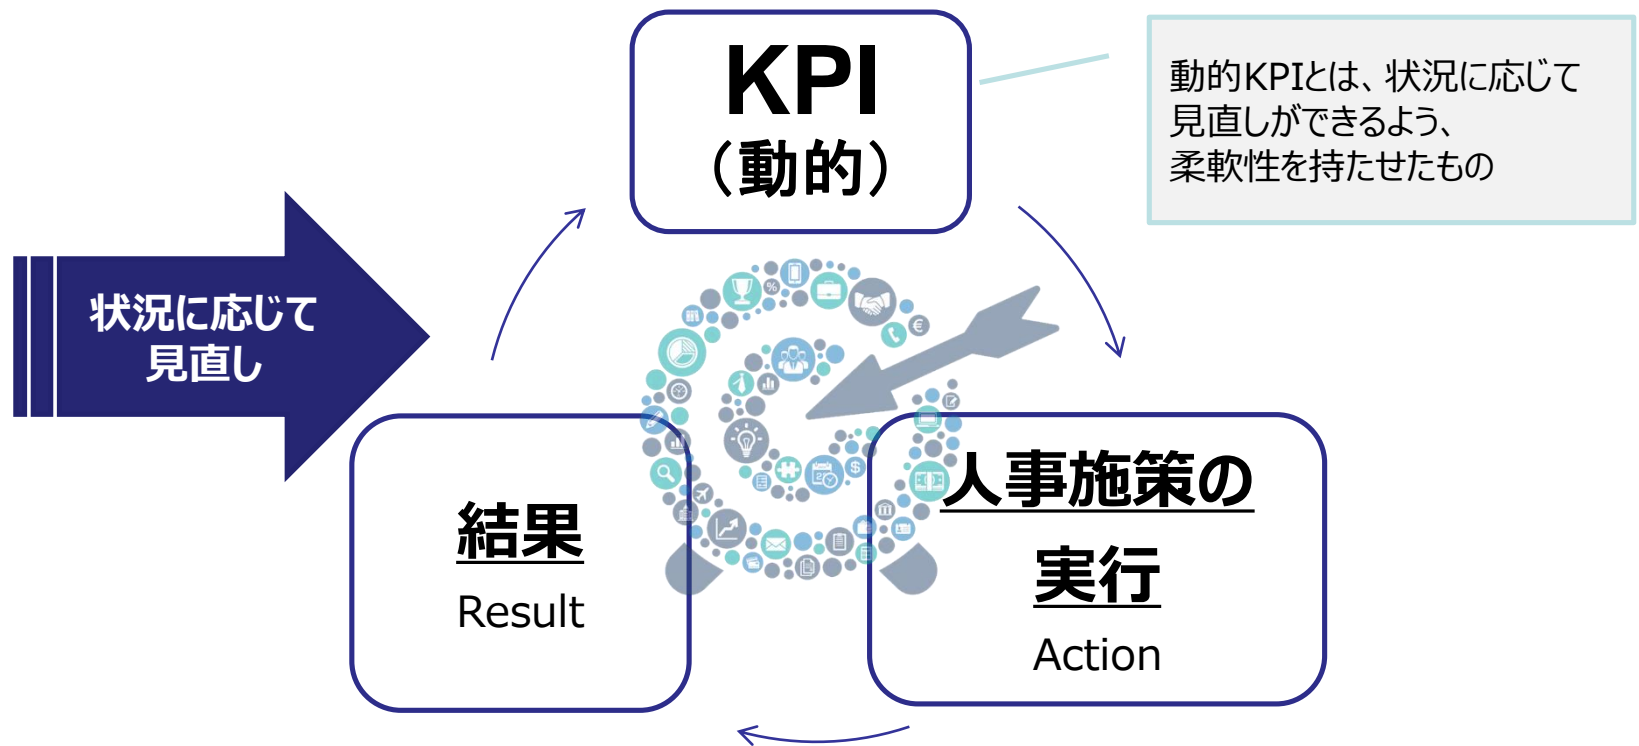 KPI
（動的）
動的KPIとは、状況に応じて
見直しができるよう、
柔軟性を持たせたもの
状況に応じて
見直し
人事施策の
実行
Action
結果
Result